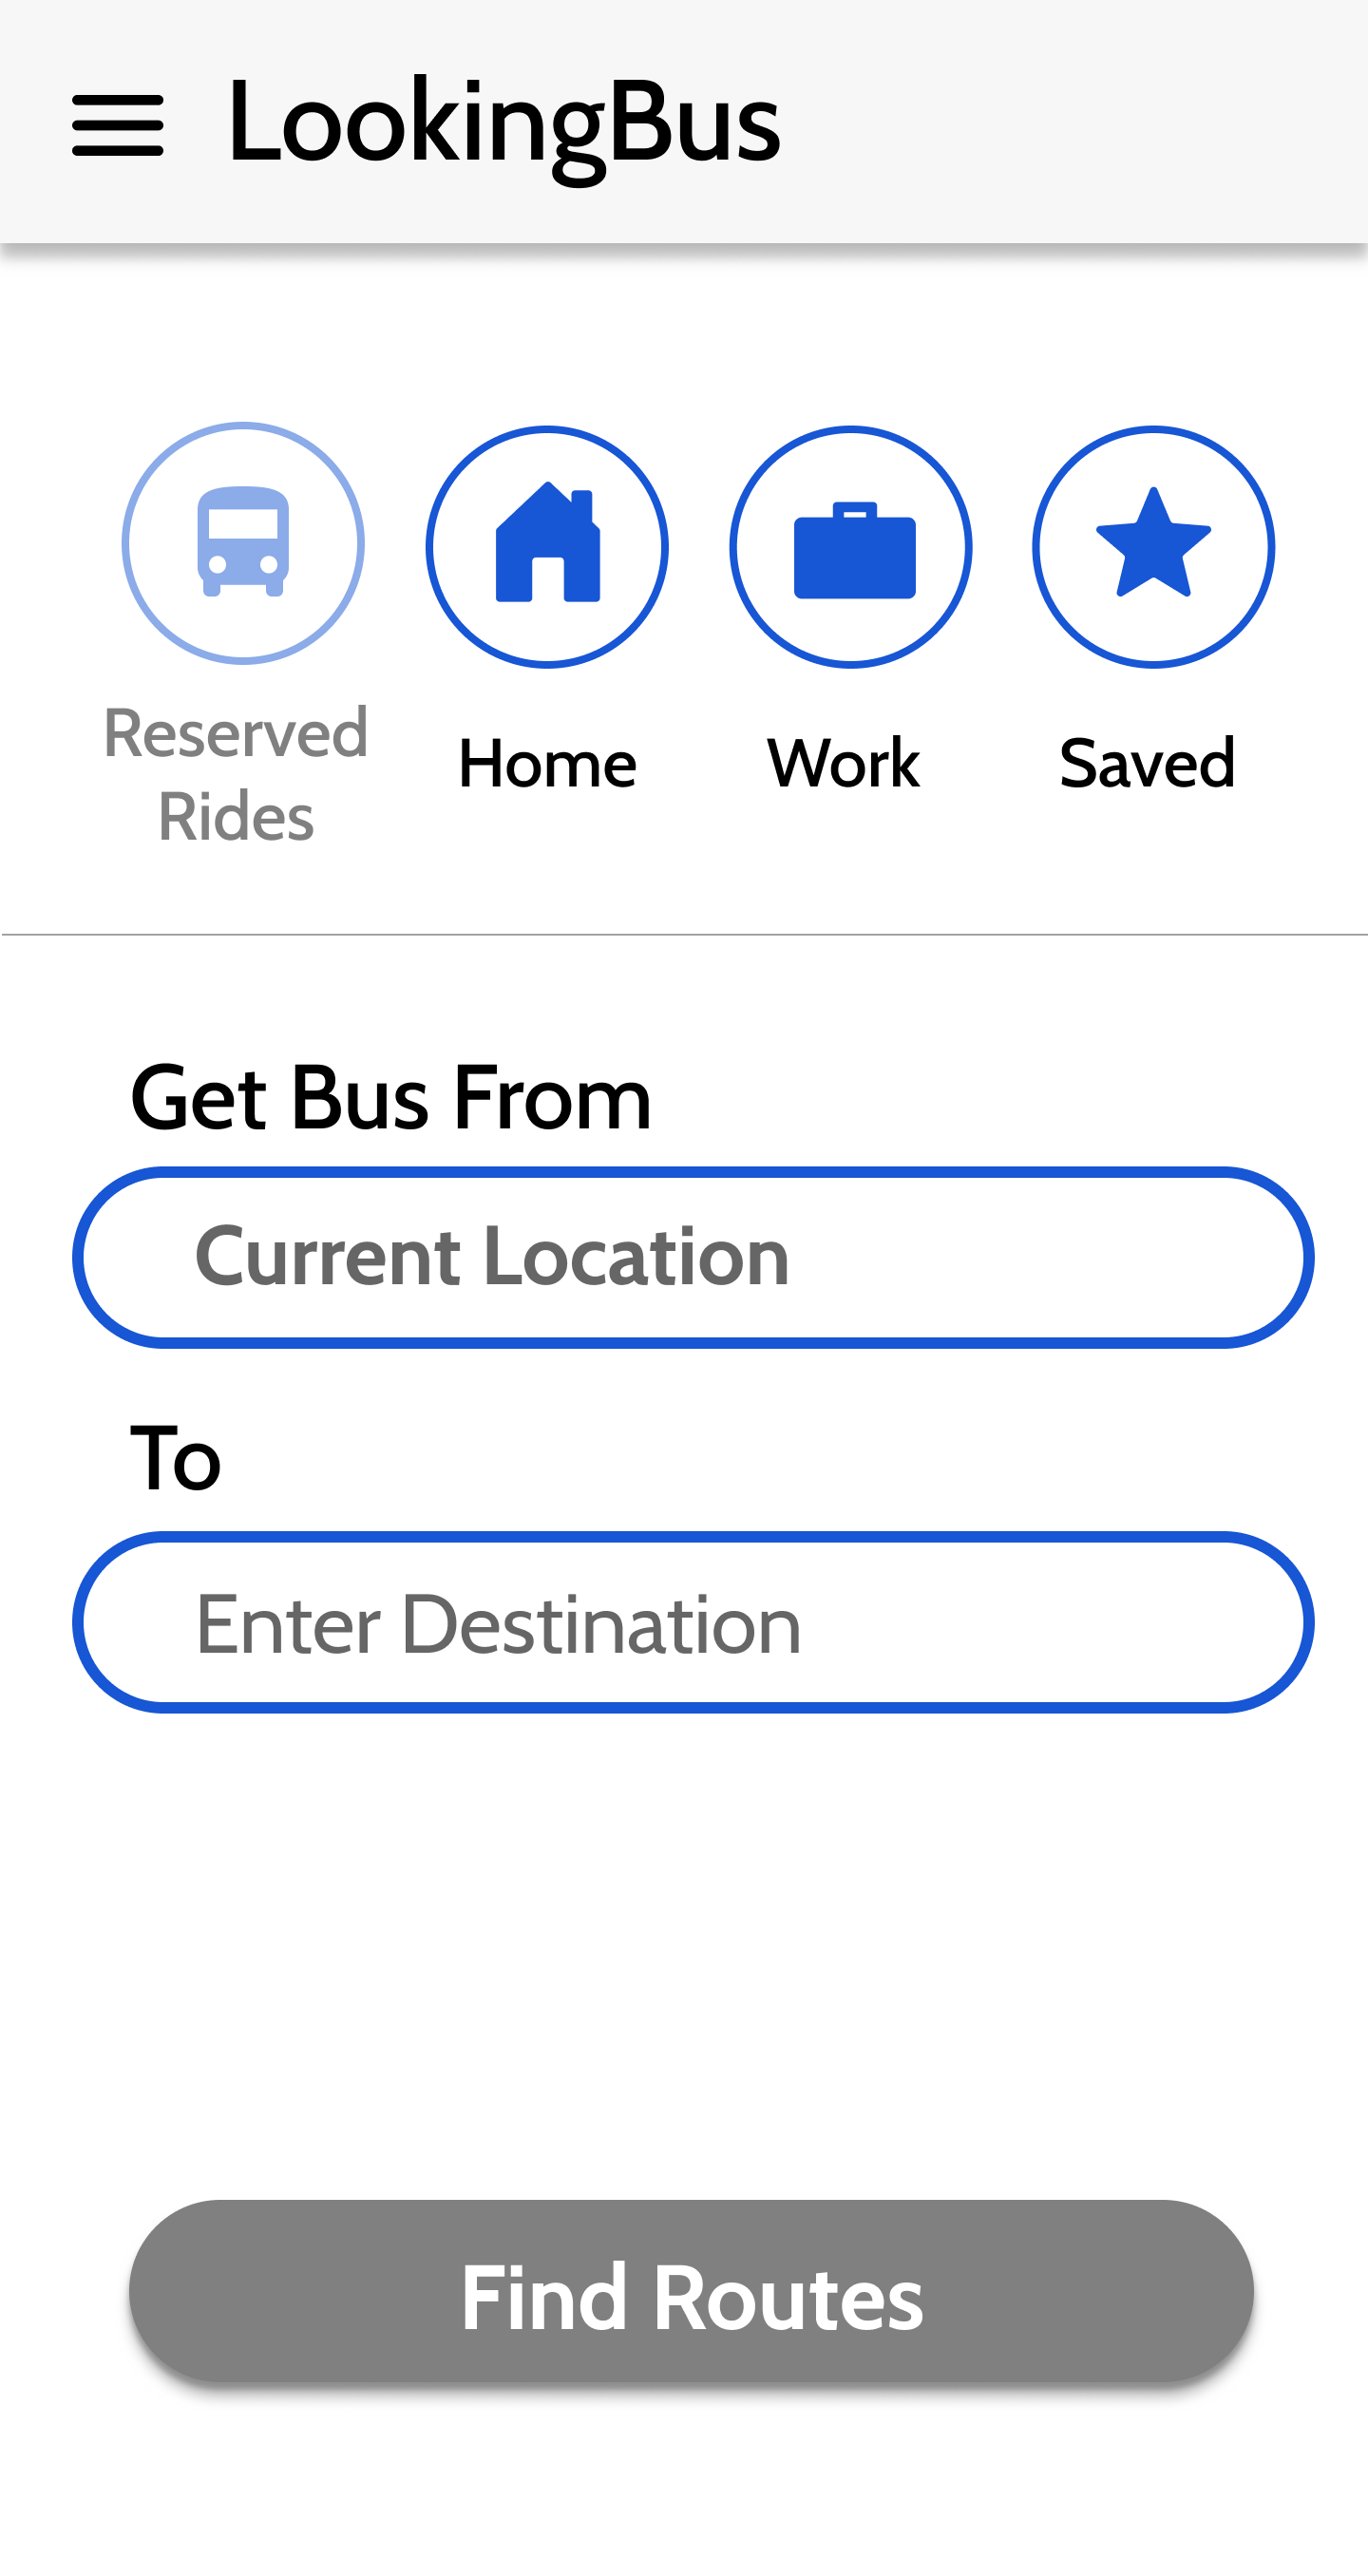 LookingBus
Reserved
Rides
Home
Work
Saved
Get Bus From
Current Location
To
Enter Destination
Find Routes